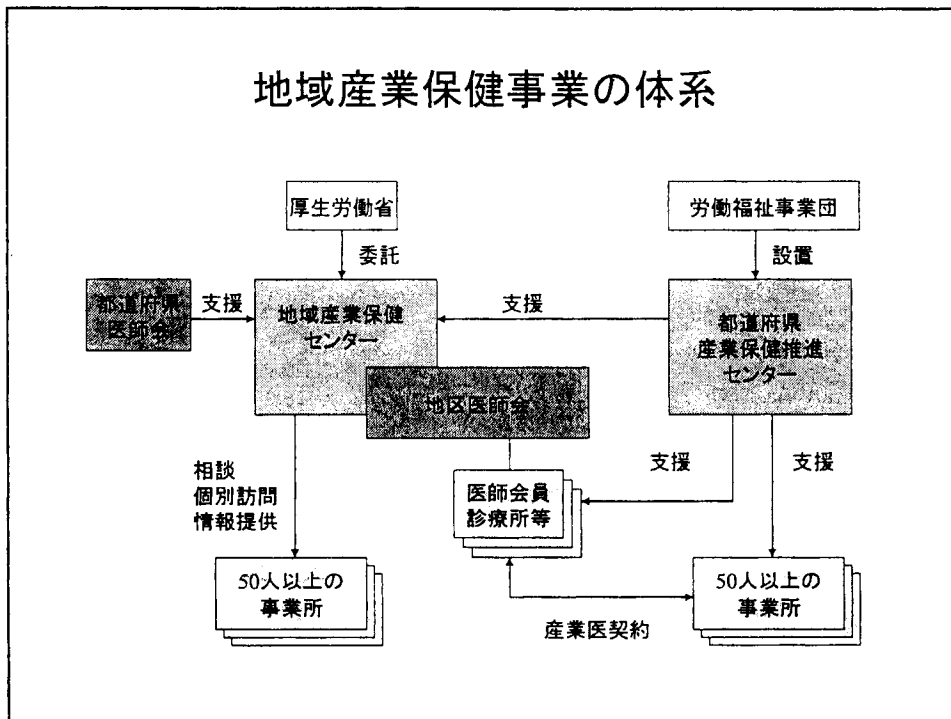 地域産業保健事業の体系
厚生労働省
労働福祉事業団
委託
設置
都道府県
医師会
支援
地域産業保健
センター
支援
都道府県
産業保健推進
センター
地区医師会
相談
個別訪問
情報提供
医師会員
診療所等
支援
支援
50人以上の
事業所
50人以上の
事業所
産業医契約